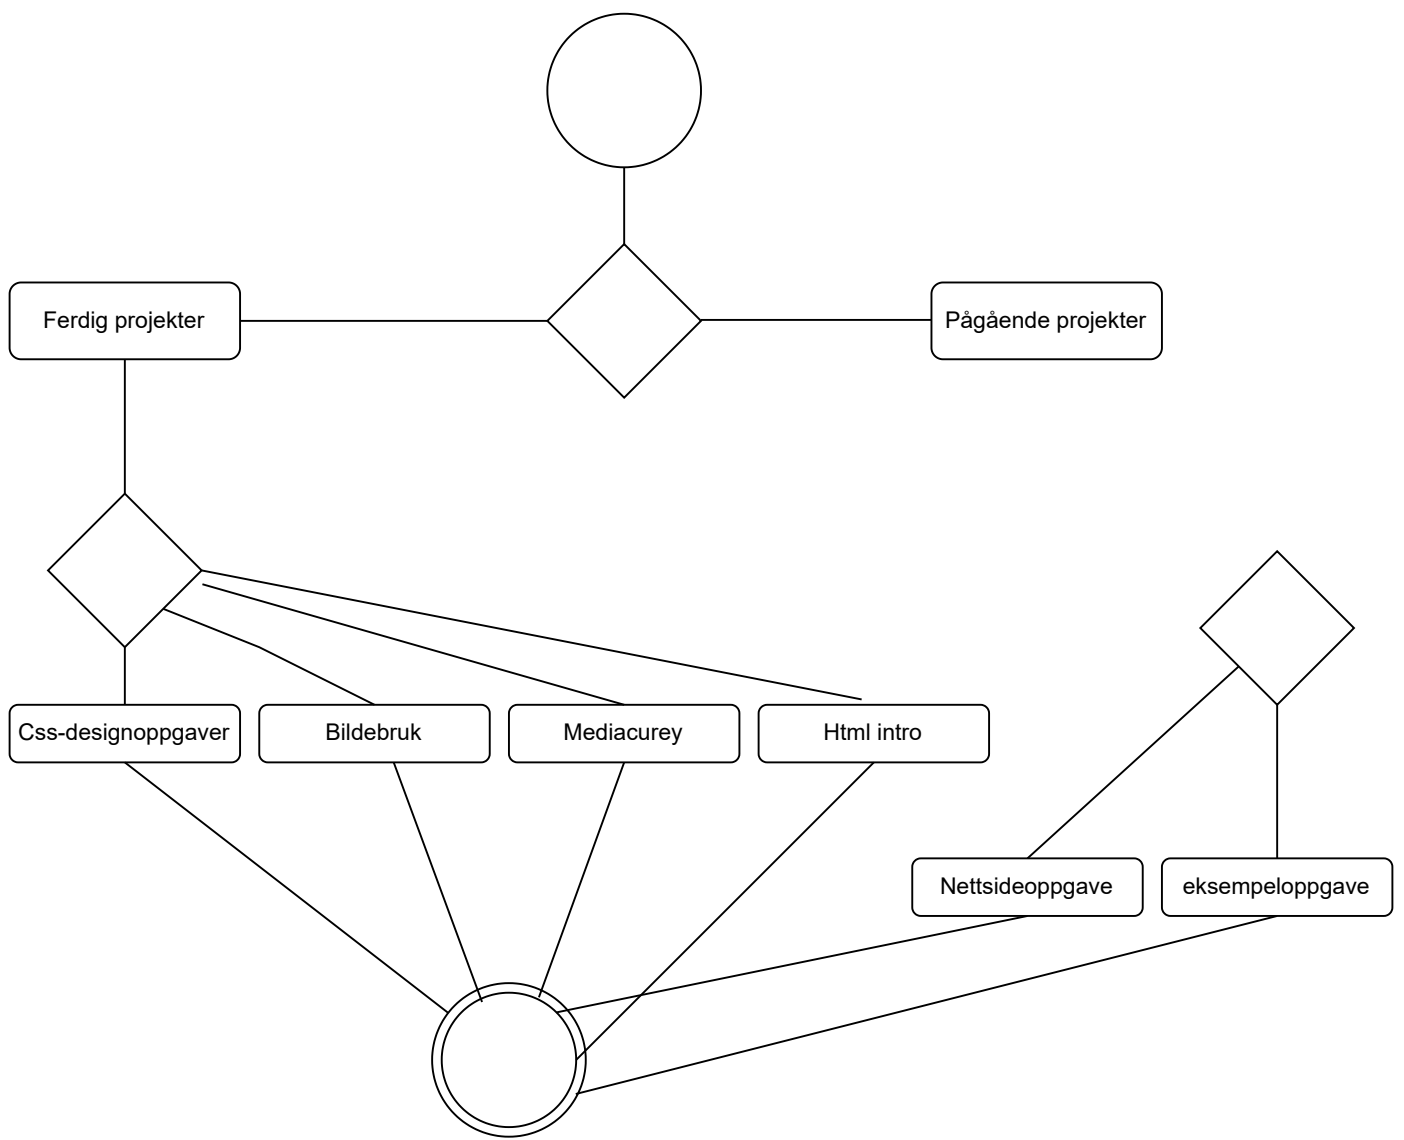 Ferdig projekter
Pågående projekter
Css-designoppgaver
Bildebruk
Mediacurey
Html intro
Nettsideoppgave
eksempeloppgave